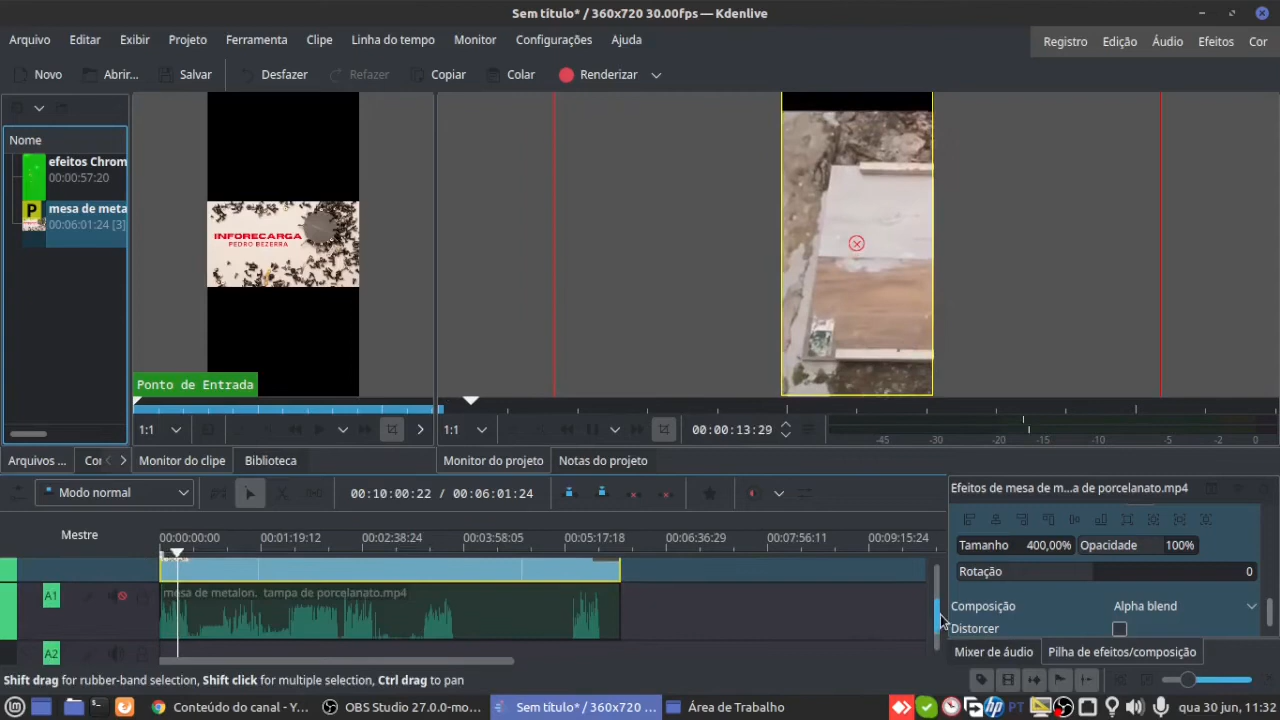 Sem título* / 360x720 30.00fps — Kdenlive
Arquivo Editar Exibir Projeto Ferramenta Clipe Linha do tempo Monitor Configurações Ajuda
Registro Edição Áudio Efeitos Cor
Novo Abrir... Salvar Desfazer Refazer Copiar Colar Renderizar
Nome
efeitos Chrom
00:00:57:20
P mesa de meta
00:06:01:24 [3]
INFORECARGA
PEDRO BEZERRA
Ponto de Entrada
1:1
1:1
00:00:13:29
-45 -30 -20 -15 -10 -5 -2 0
Arquivos ...
Monitor do clipe Biblioteca
Monitor do projeto Notas do projeto
Modo normal
00:10:00:22 / 00:06:01:24
Mestre
00:00:00:00 00:01:19:12 00:02:38:24 00:03:58:05 00:05:17:18 00:06:36:29 00:07:56:11 00:09:15:24
A1
mesa de metalon. tampa de porcelanato.mp4
A2
Efeitos de mesa de m...a de porcelanato.mp4
Tamanho 400,00% Opacidade 100%
Rotação 0
Composição Alpha blend
Distorcer
Mixer de áudio Pilha de efeitos/composição
Shift drag for rubber-band selection, Shift click for multiple selection, Ctrl drag to pan
Conteúdo do canal - Y...
OBS Studio 27.0.0-mo...
Sem título* / 360x720 ...
Área de Trabalho
hp
PT
qua 30 jun, 11:32